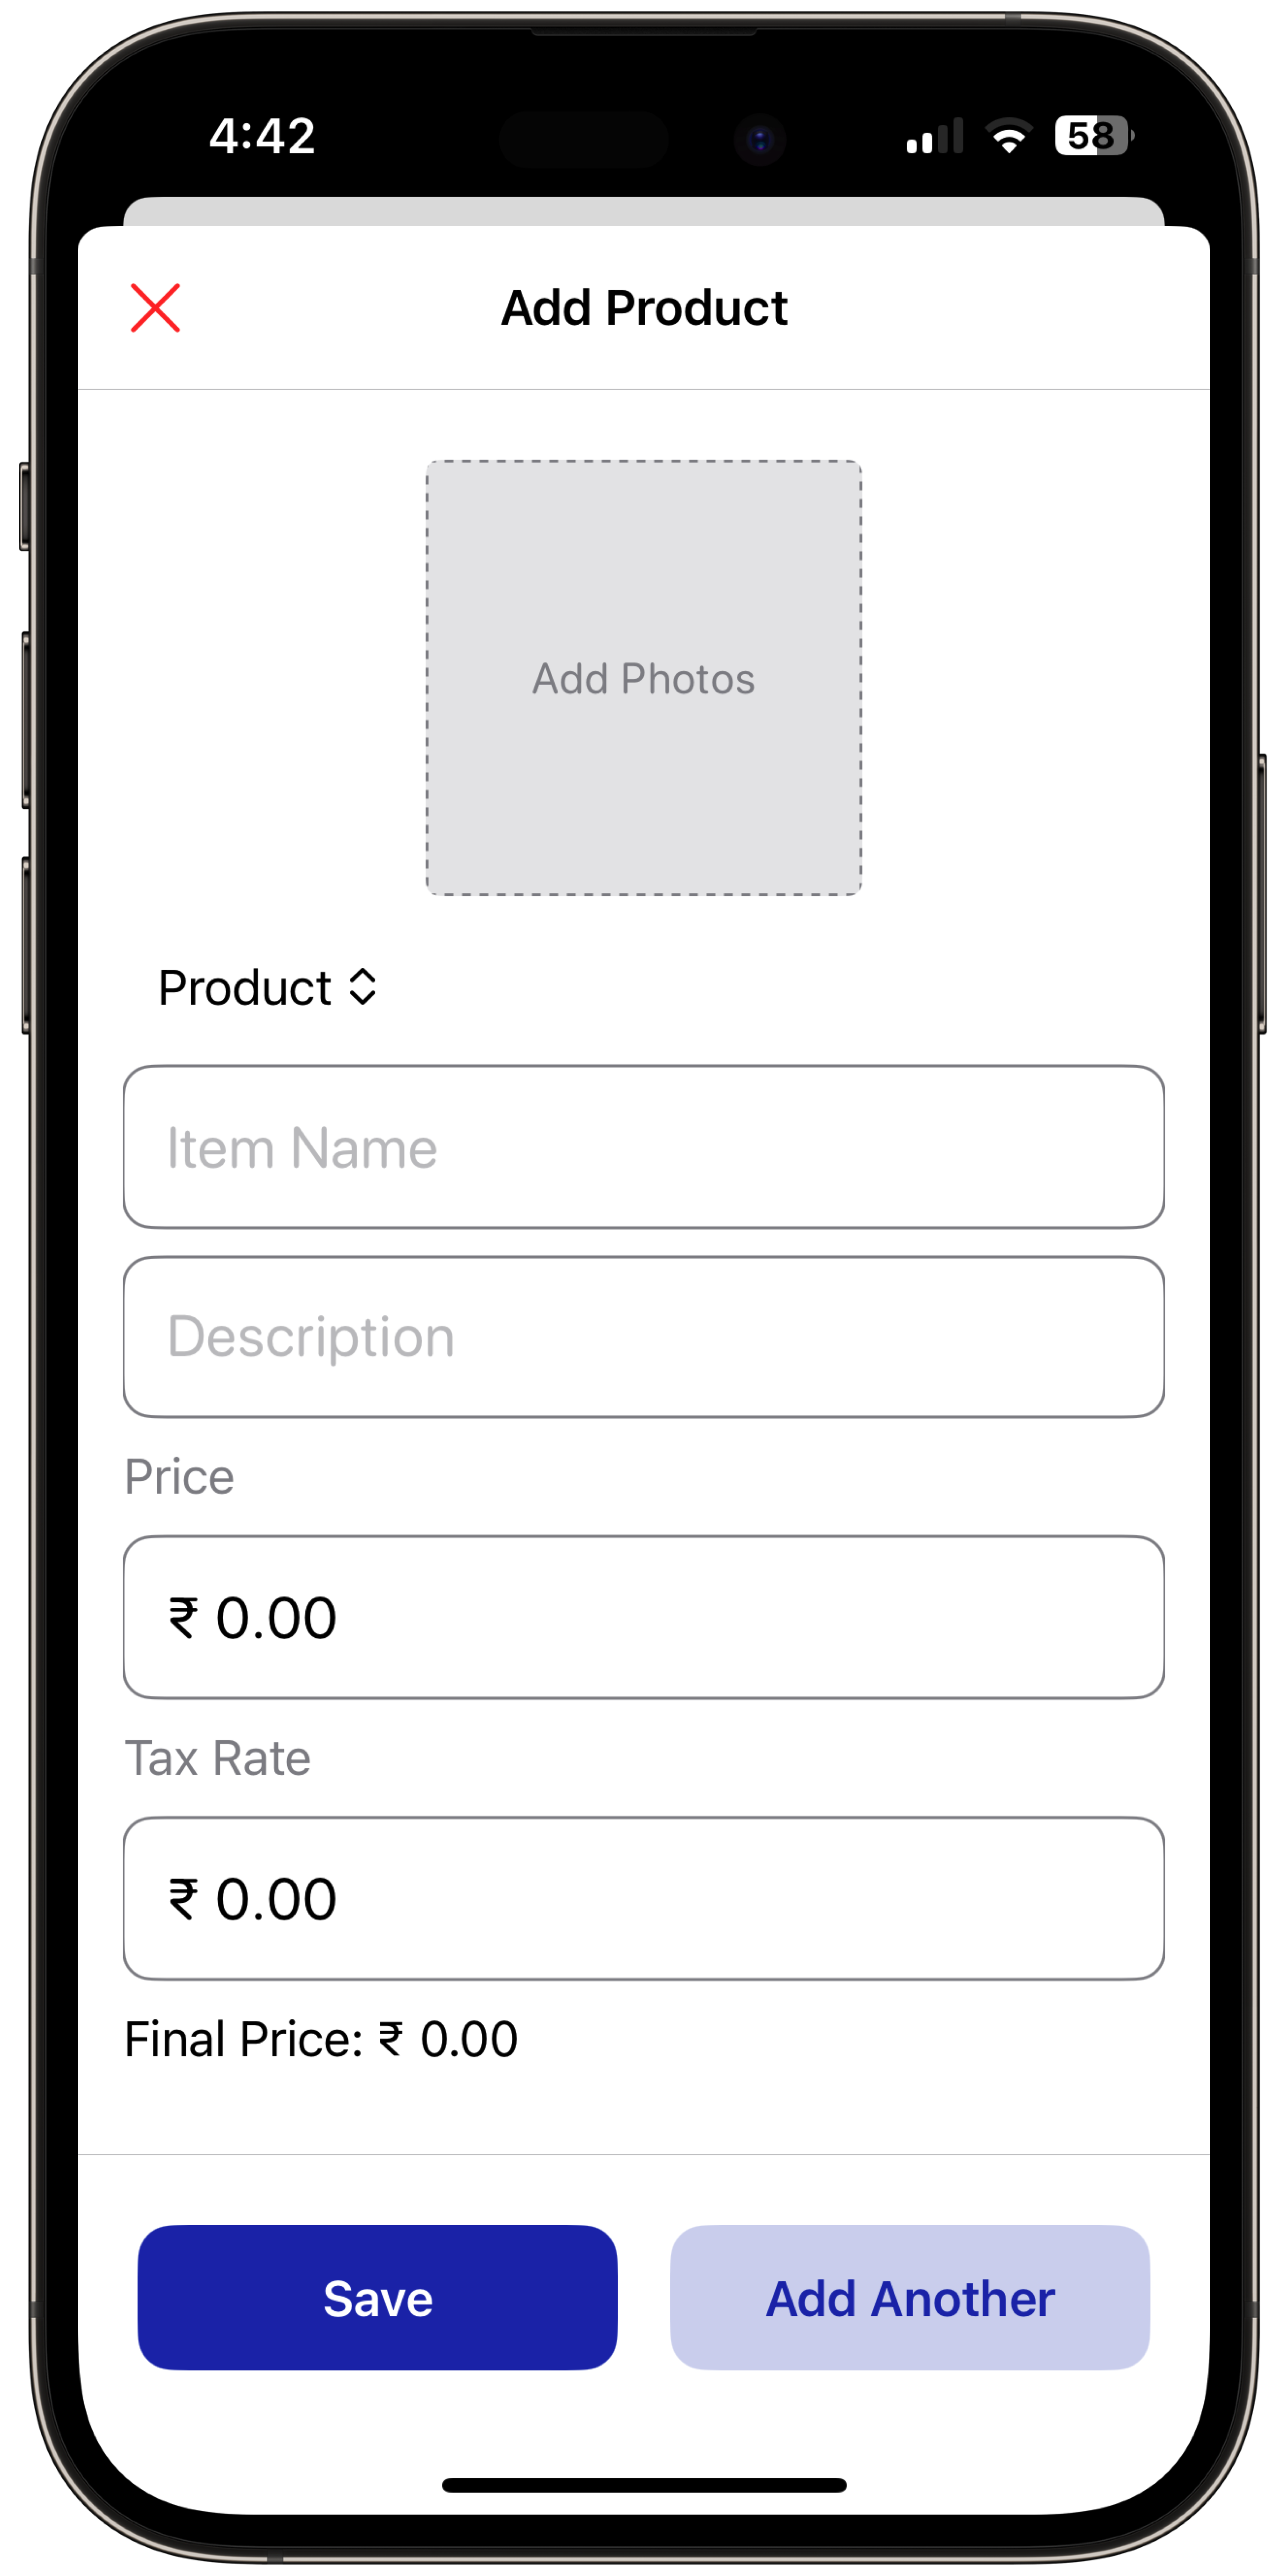 4:42
58
Add Product
Add Photos
Product
Item Name
Description
Price
₹ 0.00
Tax Rate
₹ 0.00
Final Price: ₹ 0.00
Save
Add Another